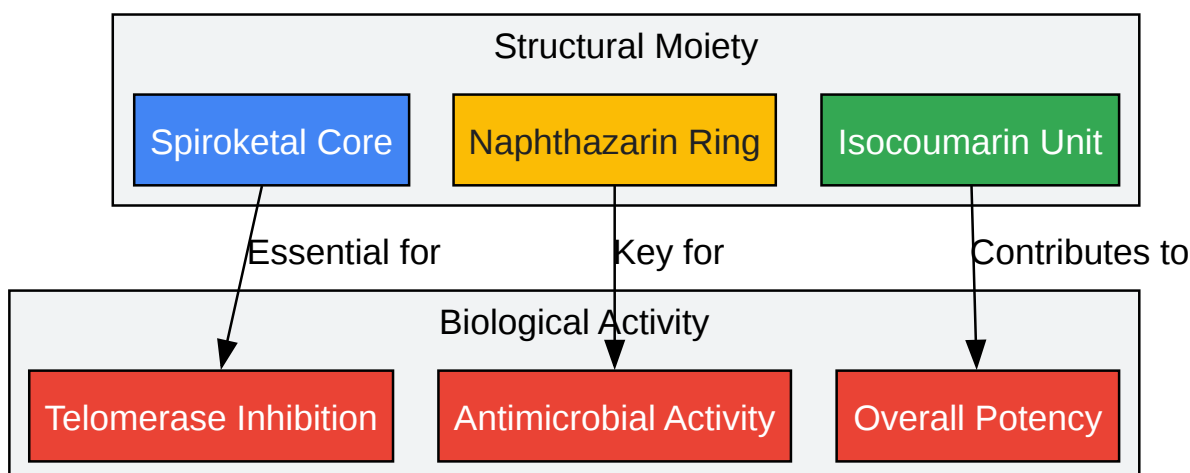 Structural Moiety
Spiroketal Core
Naphthazarin Ring
Isocoumarin Unit
Essential for
Key for
Contributes to
Biological Activity
Telomerase Inhibition
Antimicrobial Activity
Overall Potency